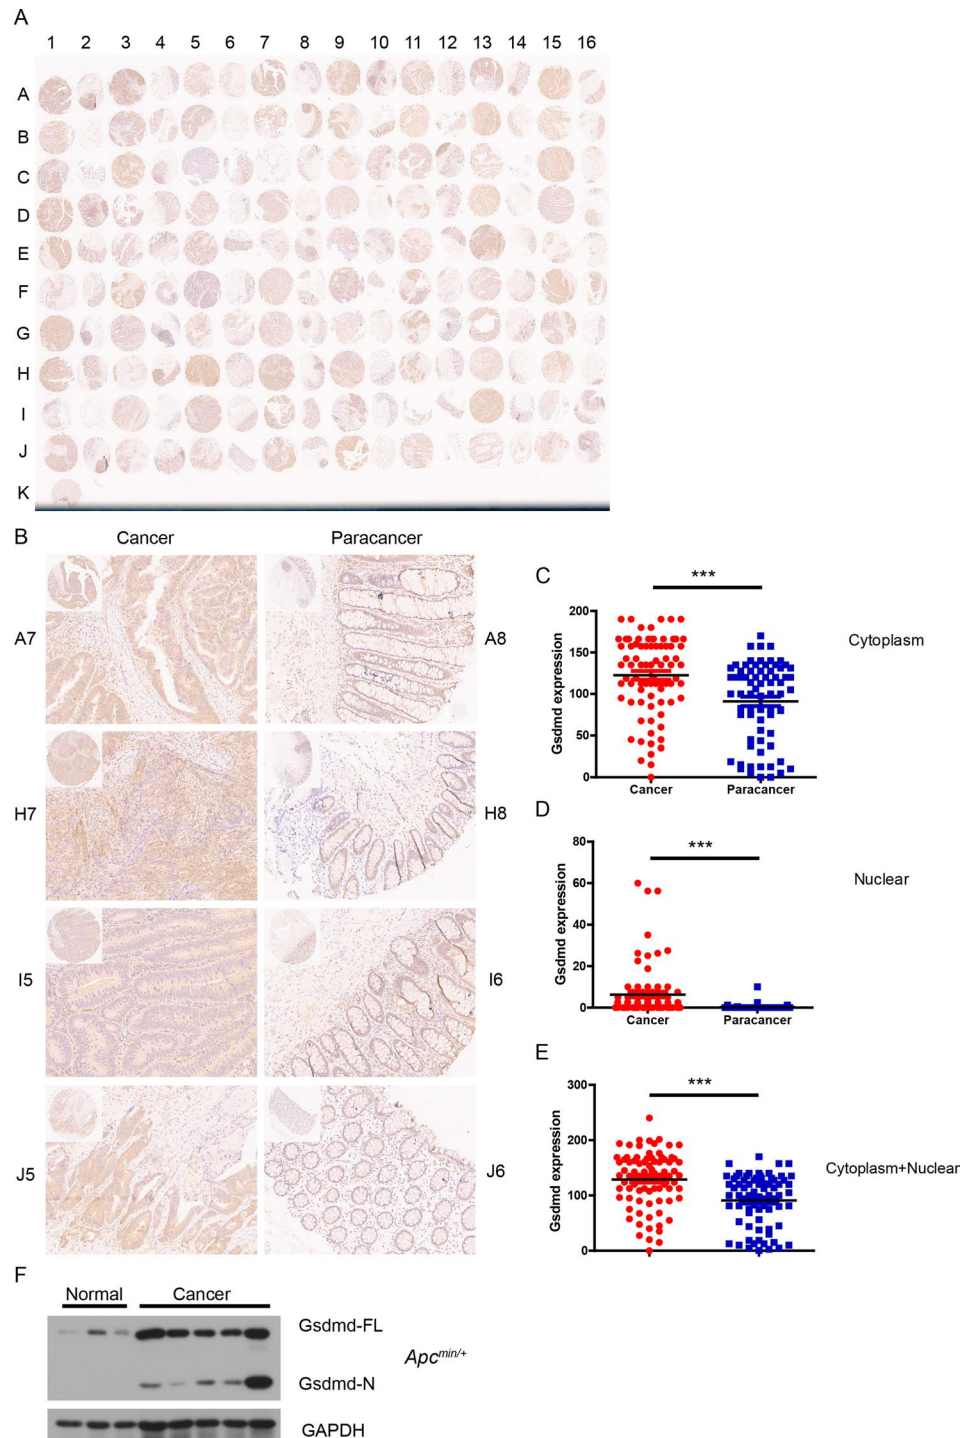 A
1 2 3 4 5 6 7 8 9 10 11 12 13 14 15 16
A
B
C
D
E
F
G
H
I
J
K
B
Cancer Paracancer
A7 A8
H7 H8
I5 I6
J5 J6
C
***
200
150
100
50
0
Gsdmd expression
Cancer Paracancer
Cytoplasm
D
***
80
60
40
20
0
Gsdmd expression
Cancer Paracancer
Nuclear
E
***
300
200
100
0
Gsdmd expression
Cytoplasm+Nuclear
F
Normal Cancer
Gsdmd-FL
Apcmin/+
Gsdmd-N
GAPDH